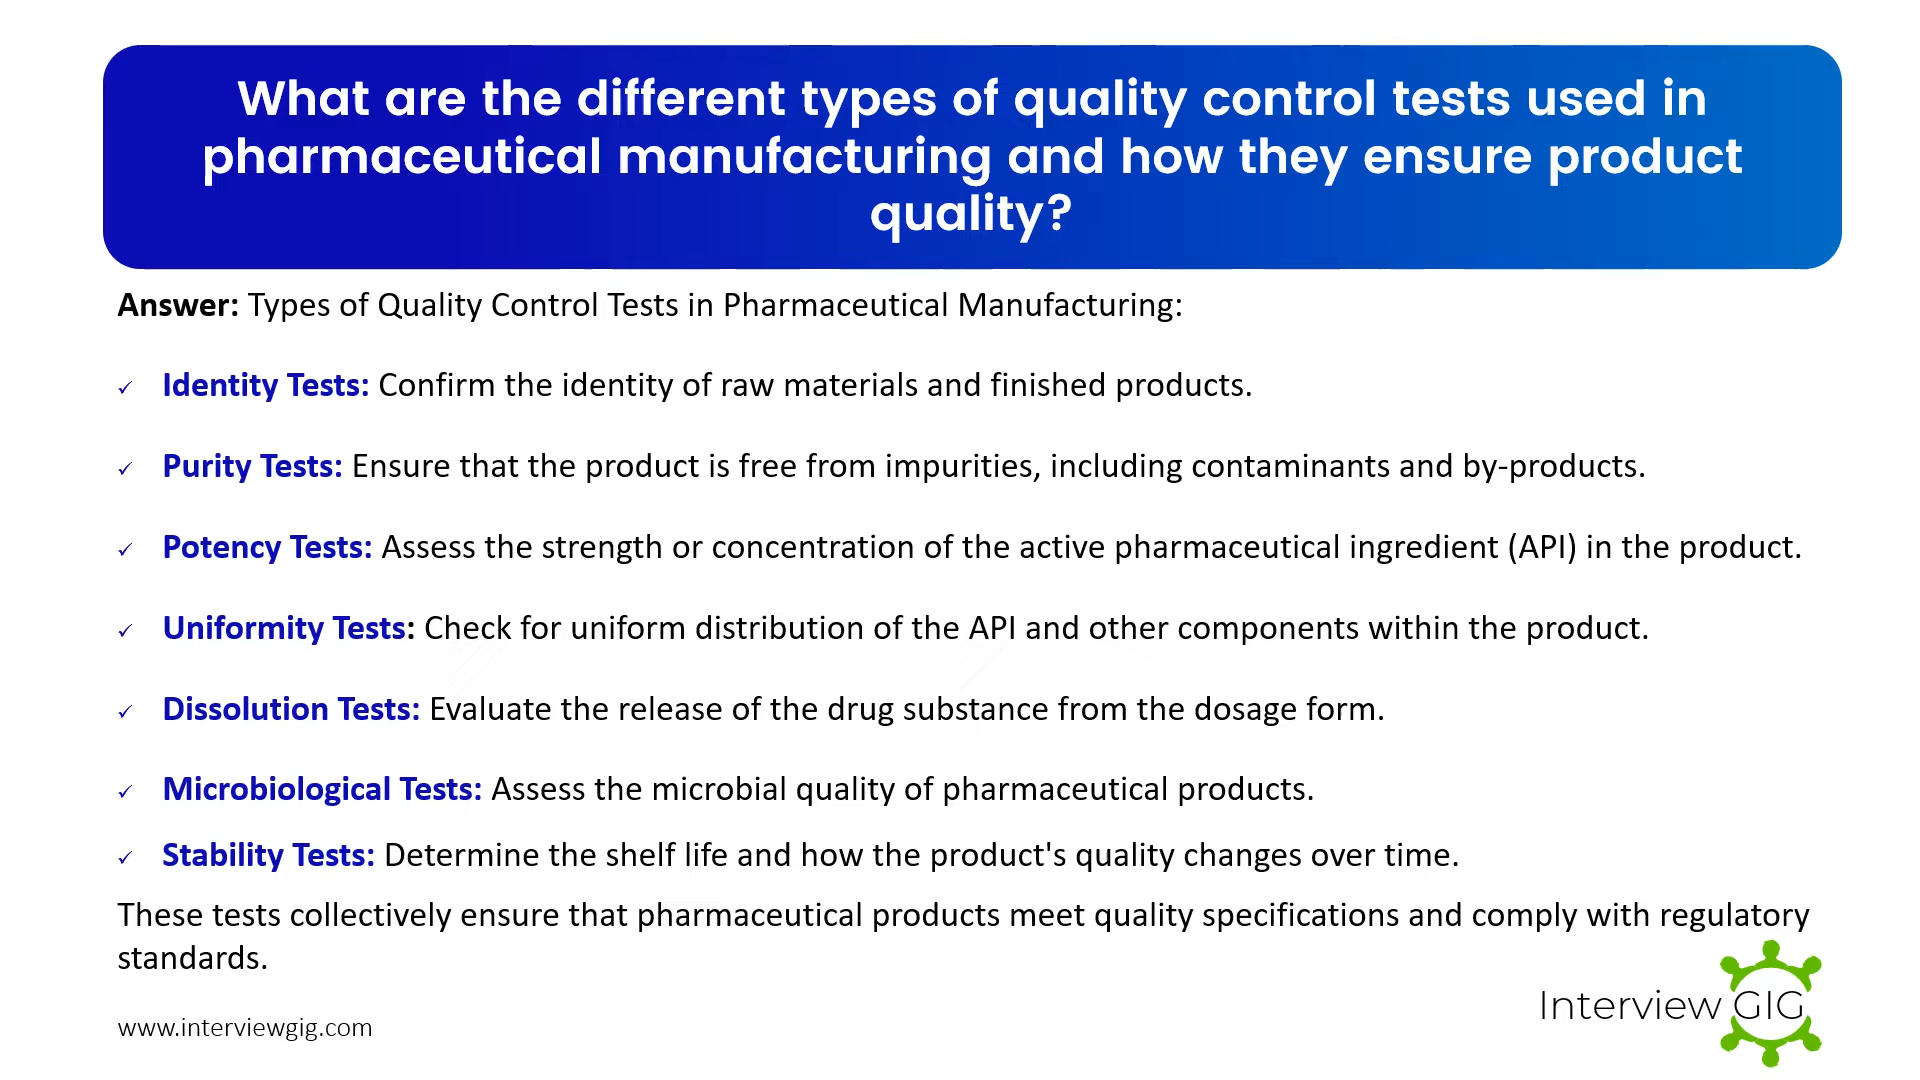 What are the different types of quality control tests used in
pharmaceutical manufacturing and how they ensure product
quality?
Answer: Types of Quality Control Tests in Pharmaceutical Manufacturing:
✓ Identity Tests: Confirm the identity of raw materials and finished products.
✓ Purity Tests: Ensure that the product is free from impurities, including contaminants and by-products.
✓ Potency Tests: Assess the strength or concentration of the active pharmaceutical ingredient (API) in the product.
✓ Uniformity Tests: Check for uniform distribution of the API and other components within the product.
✓ Dissolution Tests: Evaluate the release of the drug substance from the dosage form.
✓ Microbiological Tests: Assess the microbial quality of pharmaceutical products.
✓ Stability Tests: Determine the shelf life and how the product's quality changes over time.
These tests collectively ensure that pharmaceutical products meet quality specifications and comply with regulatory
standards.
Interview GIG
www.interviewgig.com